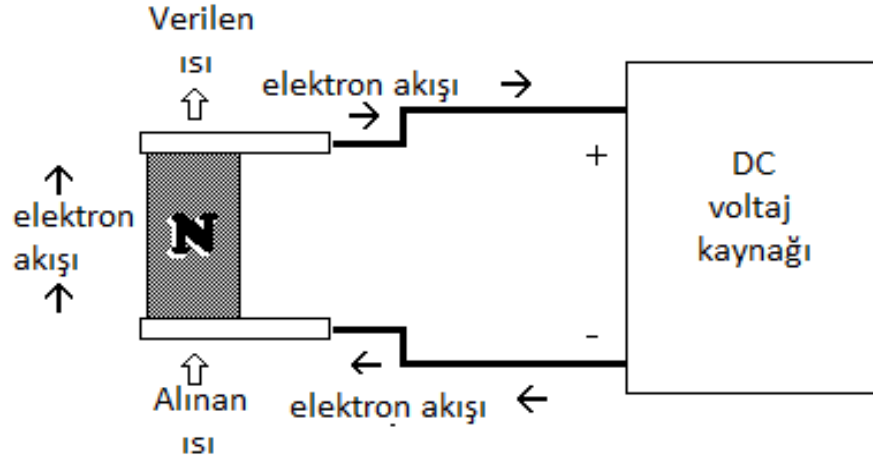 Verilen
ısı
elektron akışı
+
DC
voltaj
kaynağı
elektron
akışı
N
-
Alınan
ısı
elektron akışı